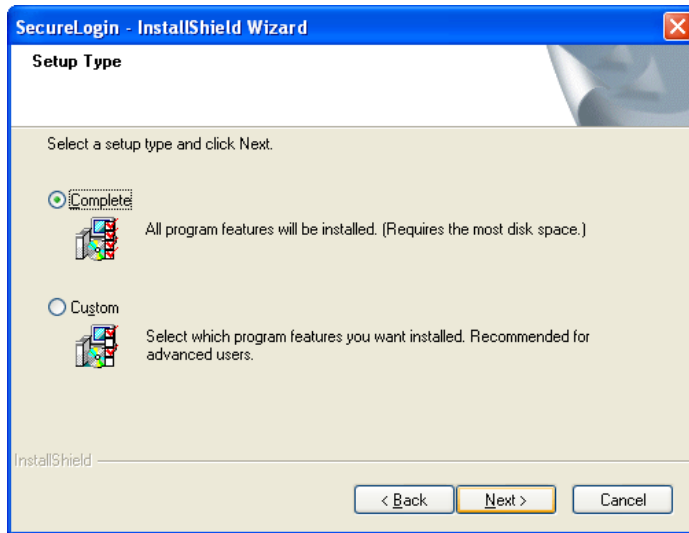 SecureLogin - InstallShield Wizard
Setup Type
Select a setup type and click Next.
Complete
All program features will be installed. (Requires the most disk space.)
Custom
Select which program features you want installed. Recommended for
advanced users.
InstallShield
< Back
Next >
Cancel